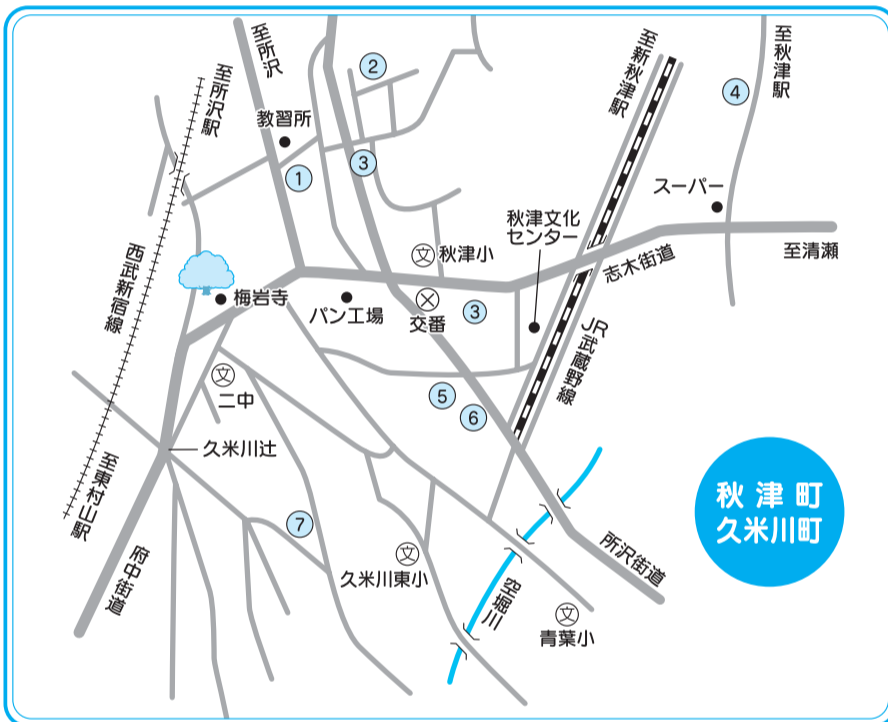 至所沢
至所沢駅
教習所
①
②
③
至新秋津駅
至秋津駅
④
スーパー
秋津文化
センター
文 秋津小
志木街道
至清瀬
西武新宿線
梅岩寺
パン工場
交番
③
JR武蔵野線
文
二中
⑤
⑥
久米川辻
至東村山駅
府中街道
⑦
文
久米川東小
空堀川
所沢街道
文
青葉小
秋津町
久米川町